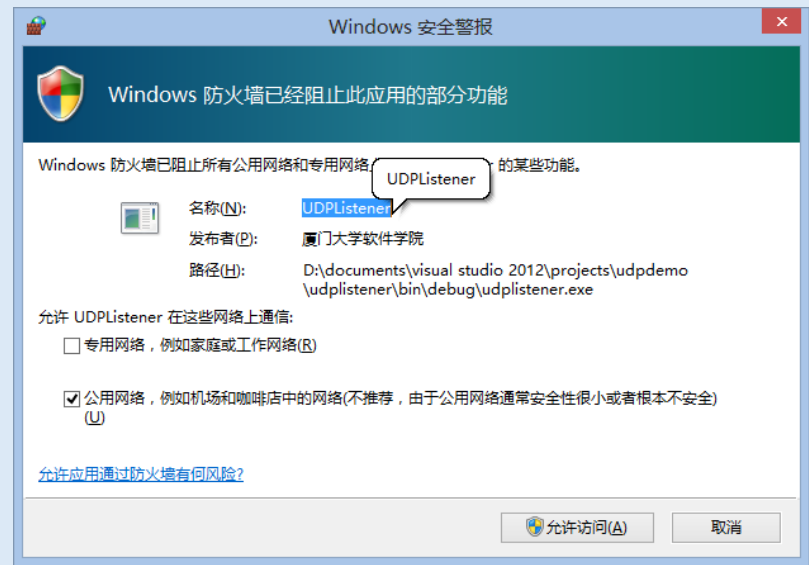 Windows 安全警报
Windows 防火墙已经阻止此应用的部分功能
Windows 防火墙已阻止所有公用网络和专用网络 的某些功能。
UDPListener
名称(N): UDPListener
发布者(P): 厦门大学软件学院
路径(H): D:\documents\visual studio 2012\projects\udpdemo
\udplistener\bin\debug\udplistener.exe
允许 UDPListener 在这些网络上通信:
专用网络，例如家庭或工作网络(R)
公用网络，例如机场和咖啡店中的网络(不推荐，由于公用网络通常安全性很小或者根本不安全)
(U)
允许应用通过防火墙有何风险?
允许访问(A) 取消